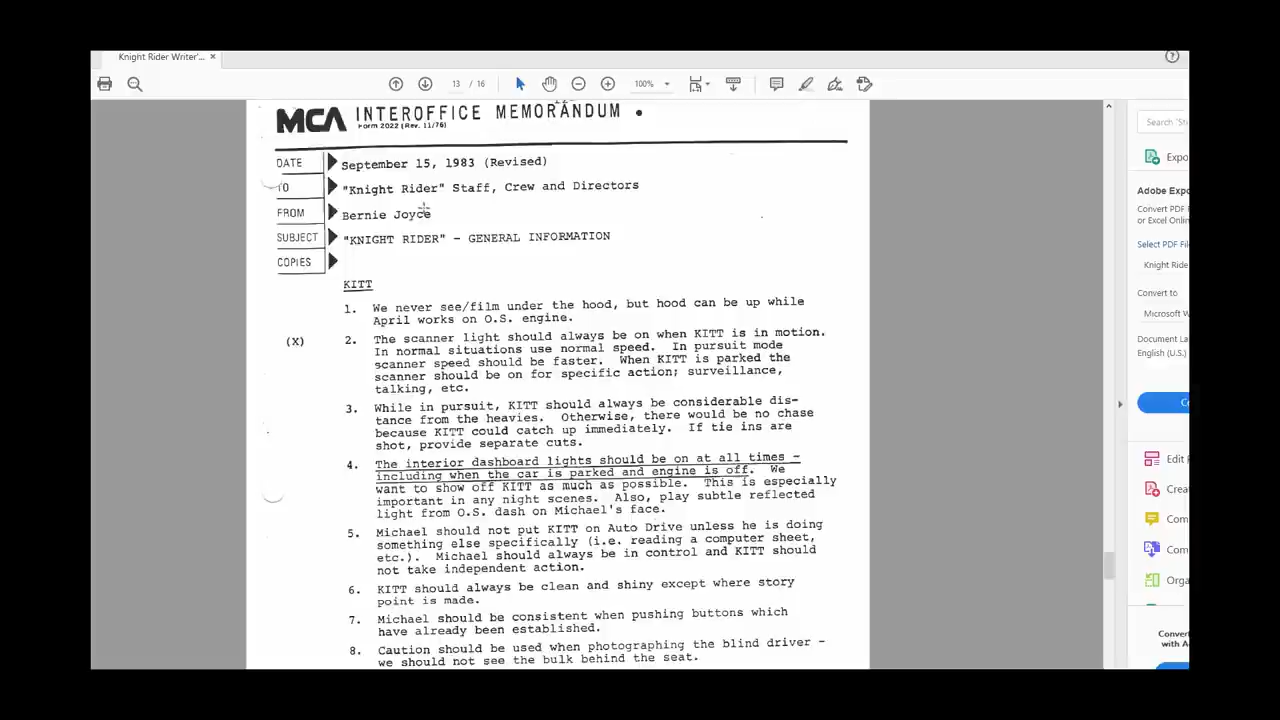 Knight Rider Writer'... ×
13 / 16
100%
MCA INTEROFFICE MEMORANDUM
Form 2022 (Rev. 11/76)
DATE September 15, 1983 (Revised)
TO "Knight Rider" Staff, Crew and Directors
FROM Bernie Joyce
SUBJECT "KNIGHT RIDER" - GENERAL INFORMATION
COPIES
KITT
1. We never see/film under the hood, but hood can be up while
April works on O.S. engine.
(X) 2. The scanner light should always be on when KITT is in motion.
In normal situations use normal speed. In pursuit mode
scanner speed should be faster. When KITT is parked the
scanner should be on for specific action; surveillance,
talking, etc.
3. While in pursuit, KITT should always be considerable dis-
tance from the heavies. Otherwise, there would be no chase
because KITT could catch up immediately. If tie ins are
shot, provide separate cuts.
4. The interior dashboard lights should be on at all times -
including when the car is parked and engine is off. We
want to show off KITT as much as possible. This is especially
important in any night scenes. Also, play subtle reflected
light from O.S. dash on Michael's face.
5. Michael should not put KITT on Auto Drive unless he is doing
something else specifically (i.e. reading a computer sheet,
etc.). Michael should always be in control and KITT should
not take independent action.
6. KITT should always be clean and shiny except where story
point is made.
7. Michael should be consistent when pushing buttons which
have already been established.
8. Caution should be used when photographing the blind driver -
we should not see the bulk behind the seat.
Search 'St
Expo
Adobe Expor
Convert PDF F
or Excel Onlin
Select PDF File
Knight Ride
Convert to
Microsoft W
Document Lan
English (U.S.)
Co
Edit P
Creat
Com
Com
Orga
Convert
with Ac